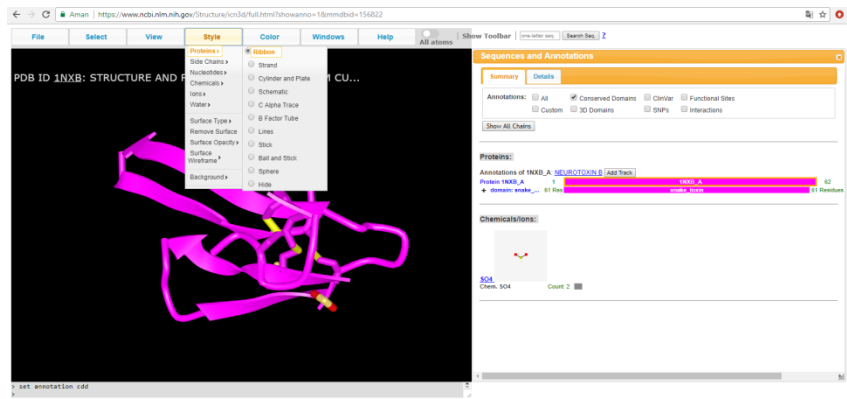 Aman | https://www.ncbi.nlm.nih.gov/Structure/icn3d/full.html?showanno=1&mmdbid=156822
File Select View Style Color Windows Help All atoms Show Toolbar one-letter seq. Search Seq. ?
Proteins
Side Chains
Nucleotides
Chemicals
Ions
Water
Surface Type
Remove Surface
Surface Opacity
Surface
Wireframe
Background
Ribbon
Strand
Cylinder and Plate
Schematic
C Alpha Trace
B Factor Tube
Lines
Stick
Ball and Stick
Sphere
Hide
PDB ID 1NXB: STRUCTURE AND F
M CU...
Sequences and Annotations
Summary Details
Annotations: All Conserved Domains ClinVar Functional Sites
Custom 3D Domains SNPs Interactions
Show All Chains
Proteins:
Annotations of 1NXB_A: NEUROTOXIN B Add Track
Protein 1NXB_A 1 1NXB_A 62
+ domain: snake_... 61 Res snake_toxin 61 Residues
Chemicals/Ions:
SO4
Chem. SO4 Count 2
> set annotation cdd
>